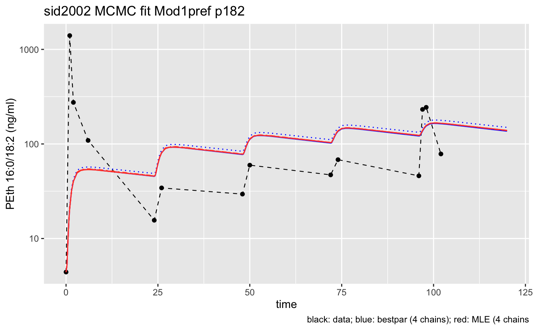 sid2002 MCMC fit Mod1pref p182
PEth 16:0/18:2 (ng/ml)
1000
100
10
0
25
50
75
100
125
time
black: data; blue: bestpar (4 chains); red: MLE (4 chains